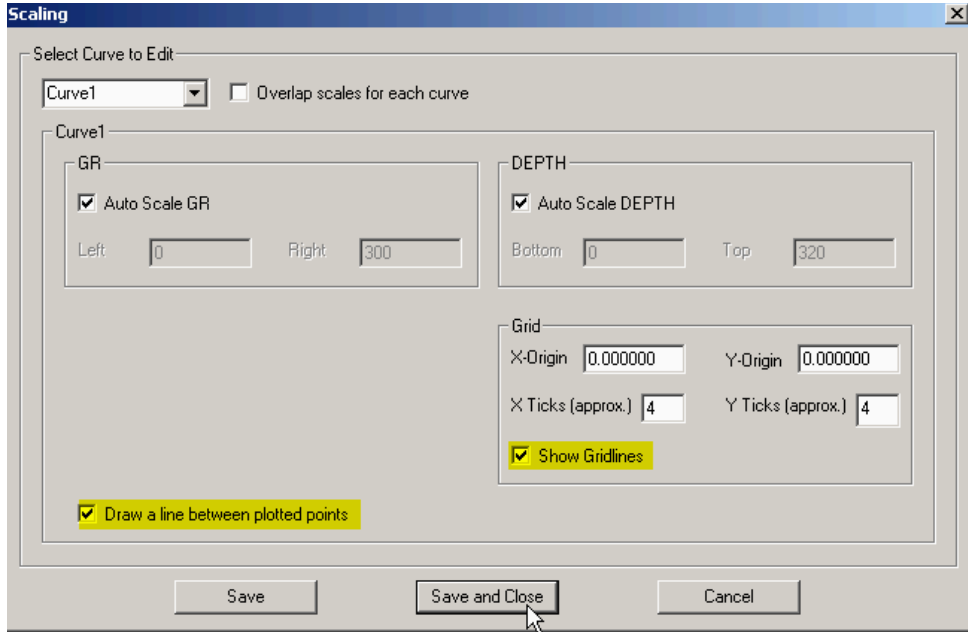 Scaling
Select Curve to Edit
Curve1 Overlap scales for each curve
Curve1
GR
Auto Scale GR
Left 0 Right 300
DEPTH
Auto Scale DEPTH
Bottom 0 Top 320
Grid
X-Origin 0.000000 Y-Origin 0.000000
X Ticks (approx.) 4 Y Ticks (approx.) 4
Show Gridlines
Draw a line between plotted points
Save Save and Close Cancel